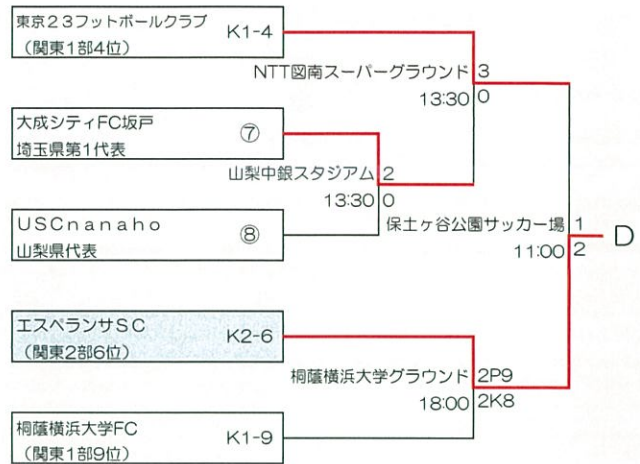 東京23フットボールクラブ
(関東1部4位)
K1-4
NTT図南スーパーグラウンド
13:30
3
0
大成シティFC坂戸
埼玉県第1代表
⑦
山梨中銀スタジアム
13:30
2
0
USCnanaho
山梨県代表
⑧
保土ヶ谷公園サッカー場
11:00
1
2
D
エスペランサSC
(関東2部6位)
K2-6
桐蔭横浜大学グラウンド
18:00
2P9
2K8
桐蔭横浜大学FC
(関東1部9位)
K1-9